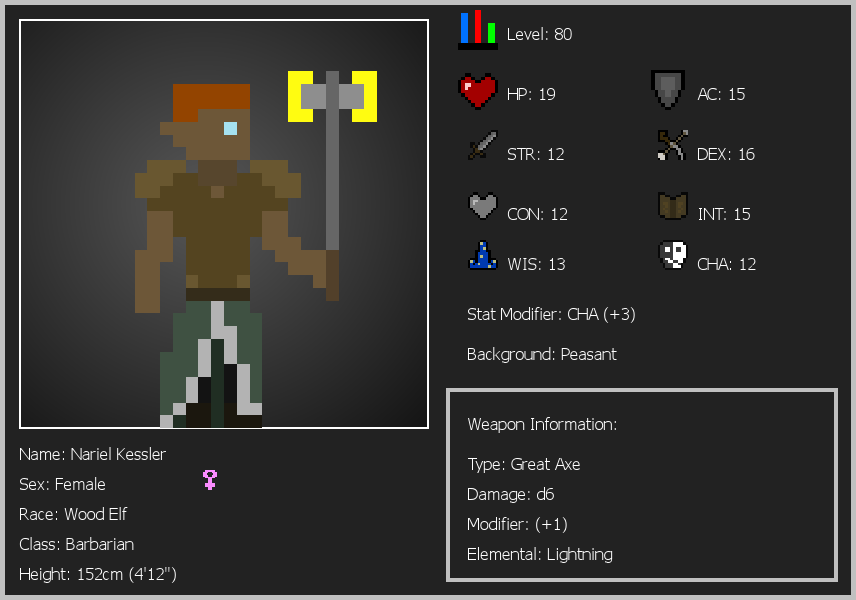 Level: 80
HP: 19
AC: 15
STR: 12
DEX: 16
CON: 12
INT: 15
WIS: 13
CHA: 12
Stat Modifier: CHA (+3)
Background: Peasant
Weapon Information:
Type: Great Axe
Damage: d6
Modifier: (+1)
Elemental: Lightning
Name: Nariel Kessler
Sex: Female
Race: Wood Elf
Class: Barbarian
Height: 152cm (4'12")